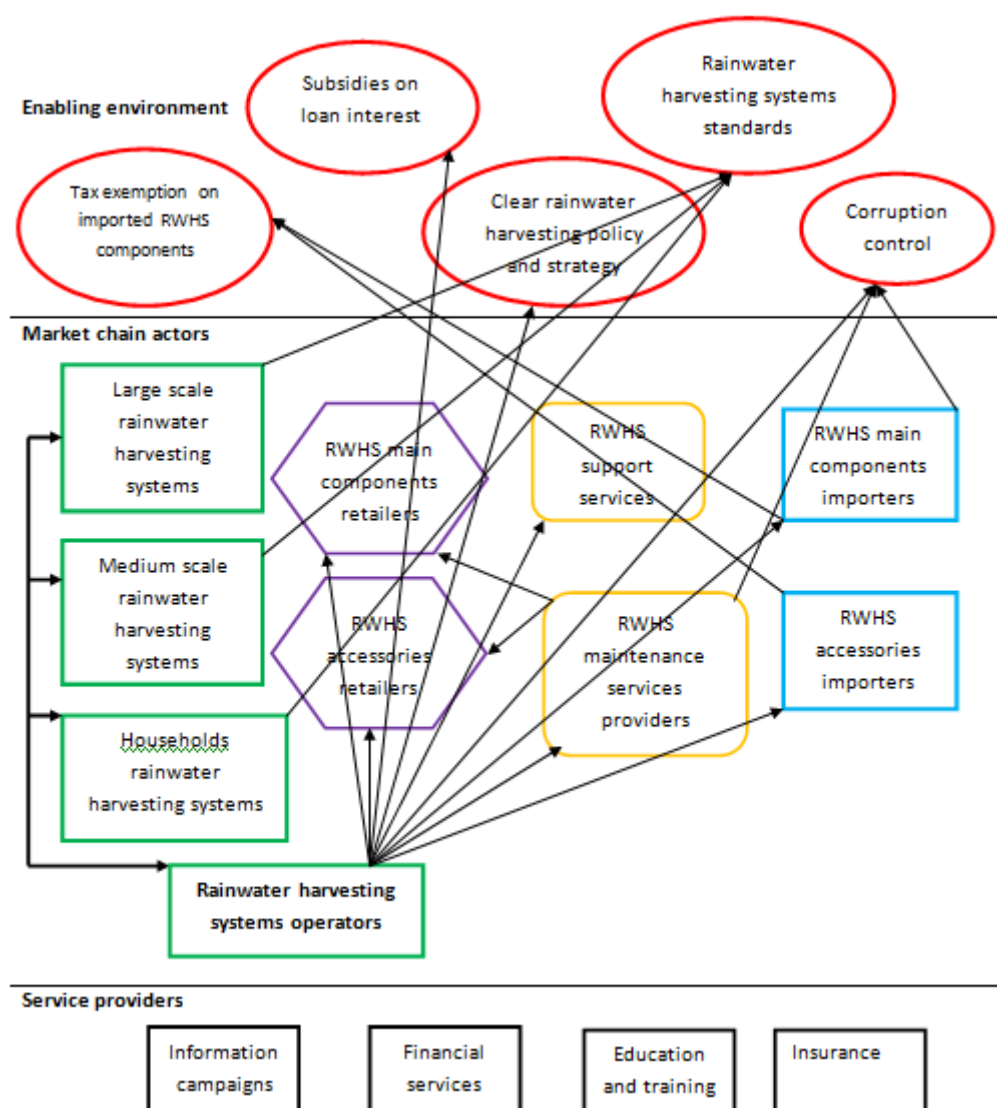 Enabling environment
Subsidies on
loan interest
Rainwater
harvesting systems
standards
Tax exemption on
imported RWHS
components
Clear rainwater
harvesting policy
and strategy
Corruption
control
Market chain actors
Large scale
rainwater
harvesting
systems
RWHS main
components
retailers
RWHS
support
services
RWHS main
components
importers
Medium scale
rainwater
harvesting
systems
RWHS
accessories
retailers
RWHS
maintenance
services
providers
RWHS
accessories
importers
Households
rainwater
harvesting systems
Rainwater harvesting
systems operators
Service providers
Information
campaigns
Financial
services
Education
and training
Insurance